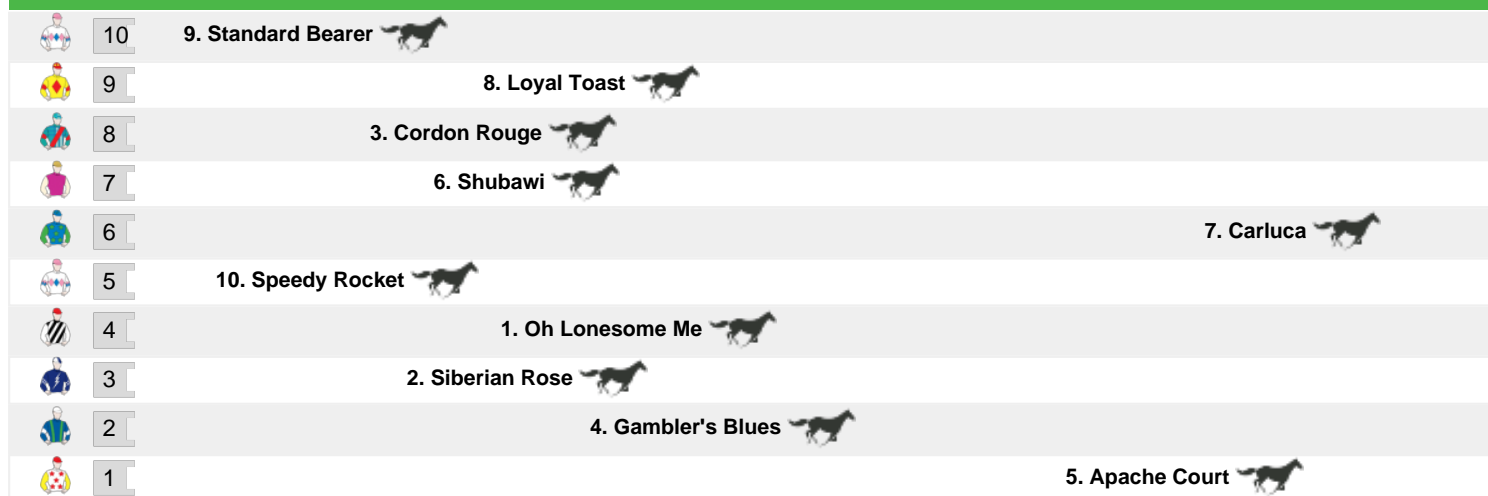 10 9. Standard Bearer
9 8. Loyal Toast
8 3. Cordon Rouge
7 6. Shubawi
6 7. Carluca
5 10. Speedy Rocket
4 1. Oh Lonesome Me
3 2. Siberian Rose
2 4. Gambler's Blues
1 5. Apache Court